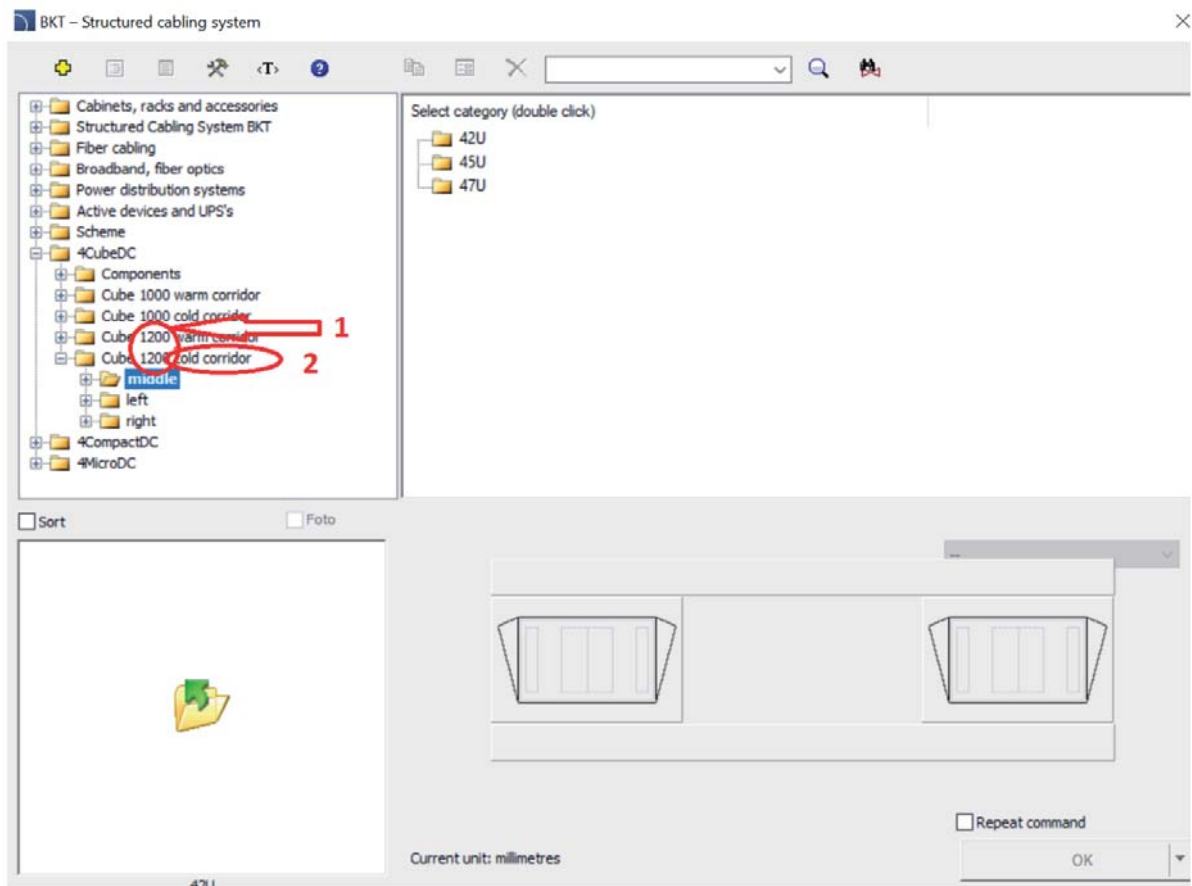 BKT – Structured cabling system
‹T›
Cabinets, racks and accessories
Structured Cabling System BKT
Fiber cabling
Broadband, fiber optics
Power distribution systems
Active devices and UPS's
Scheme
4CubeDC
Components
Cube 1000 warm corridor
Cube 1000 cold corridor
Cube 1200 warm corridor
1
Cube 1200 cold corridor
2
middle
left
right
4CompactDC
4MicroDC
Select category (double click)
42U
45U
47U
Sort
Foto
--
42U
Current unit: millimetres
Repeat command
OK